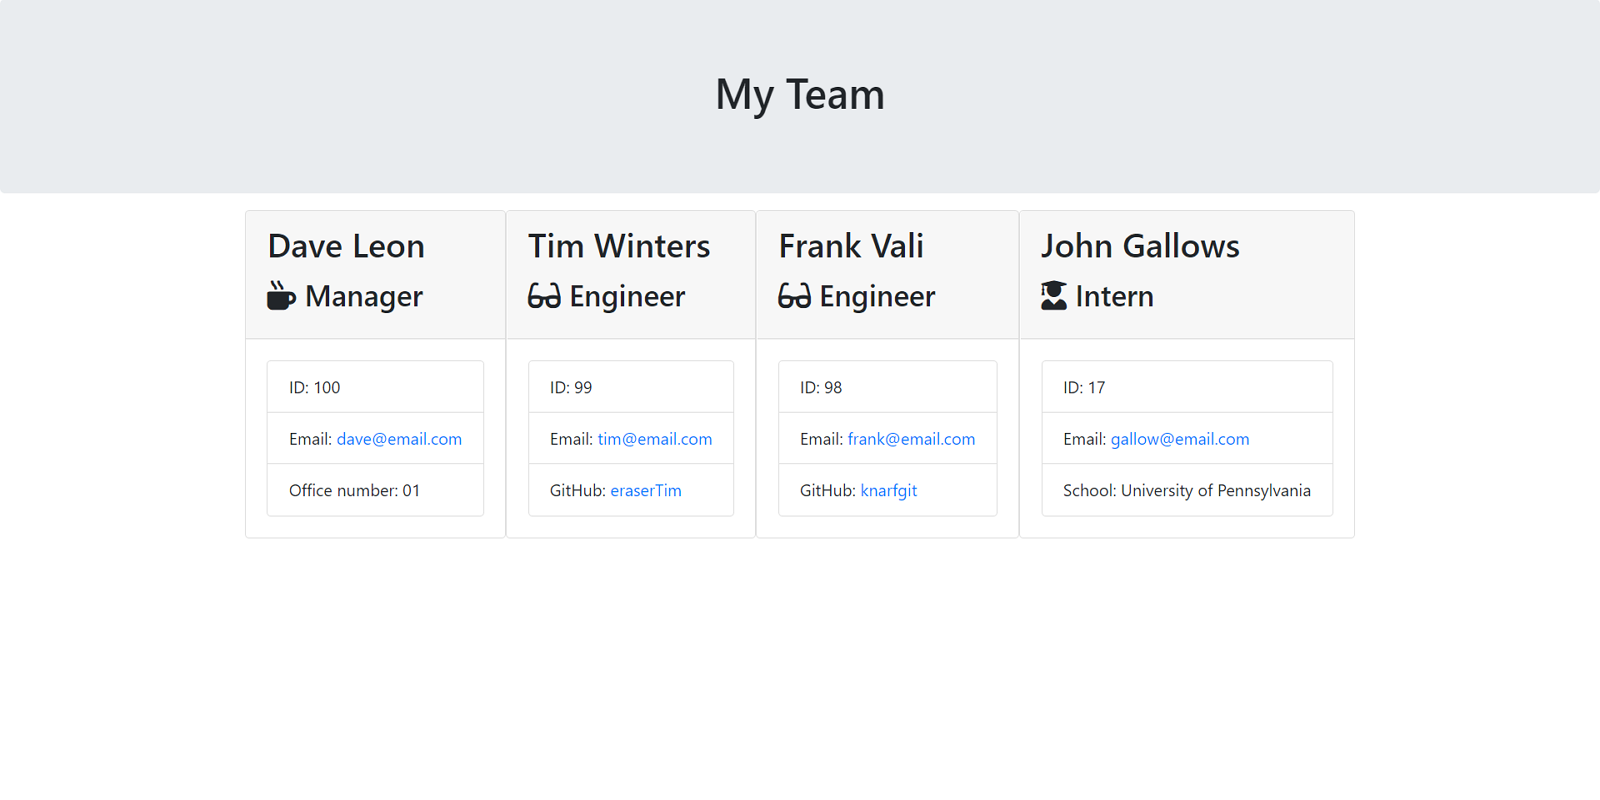 My Team
Dave Leon
Manager
ID: 100
Email: dave@email.com
Office number: 01
Tim Winters
Engineer
ID: 99
Email: tim@email.com
GitHub: eraserTim
Frank Vali
Engineer
ID: 98
Email: frank@email.com
GitHub: knarfgit
John Gallows
Intern
ID: 17
Email: gallow@email.com
School: University of Pennsylvania